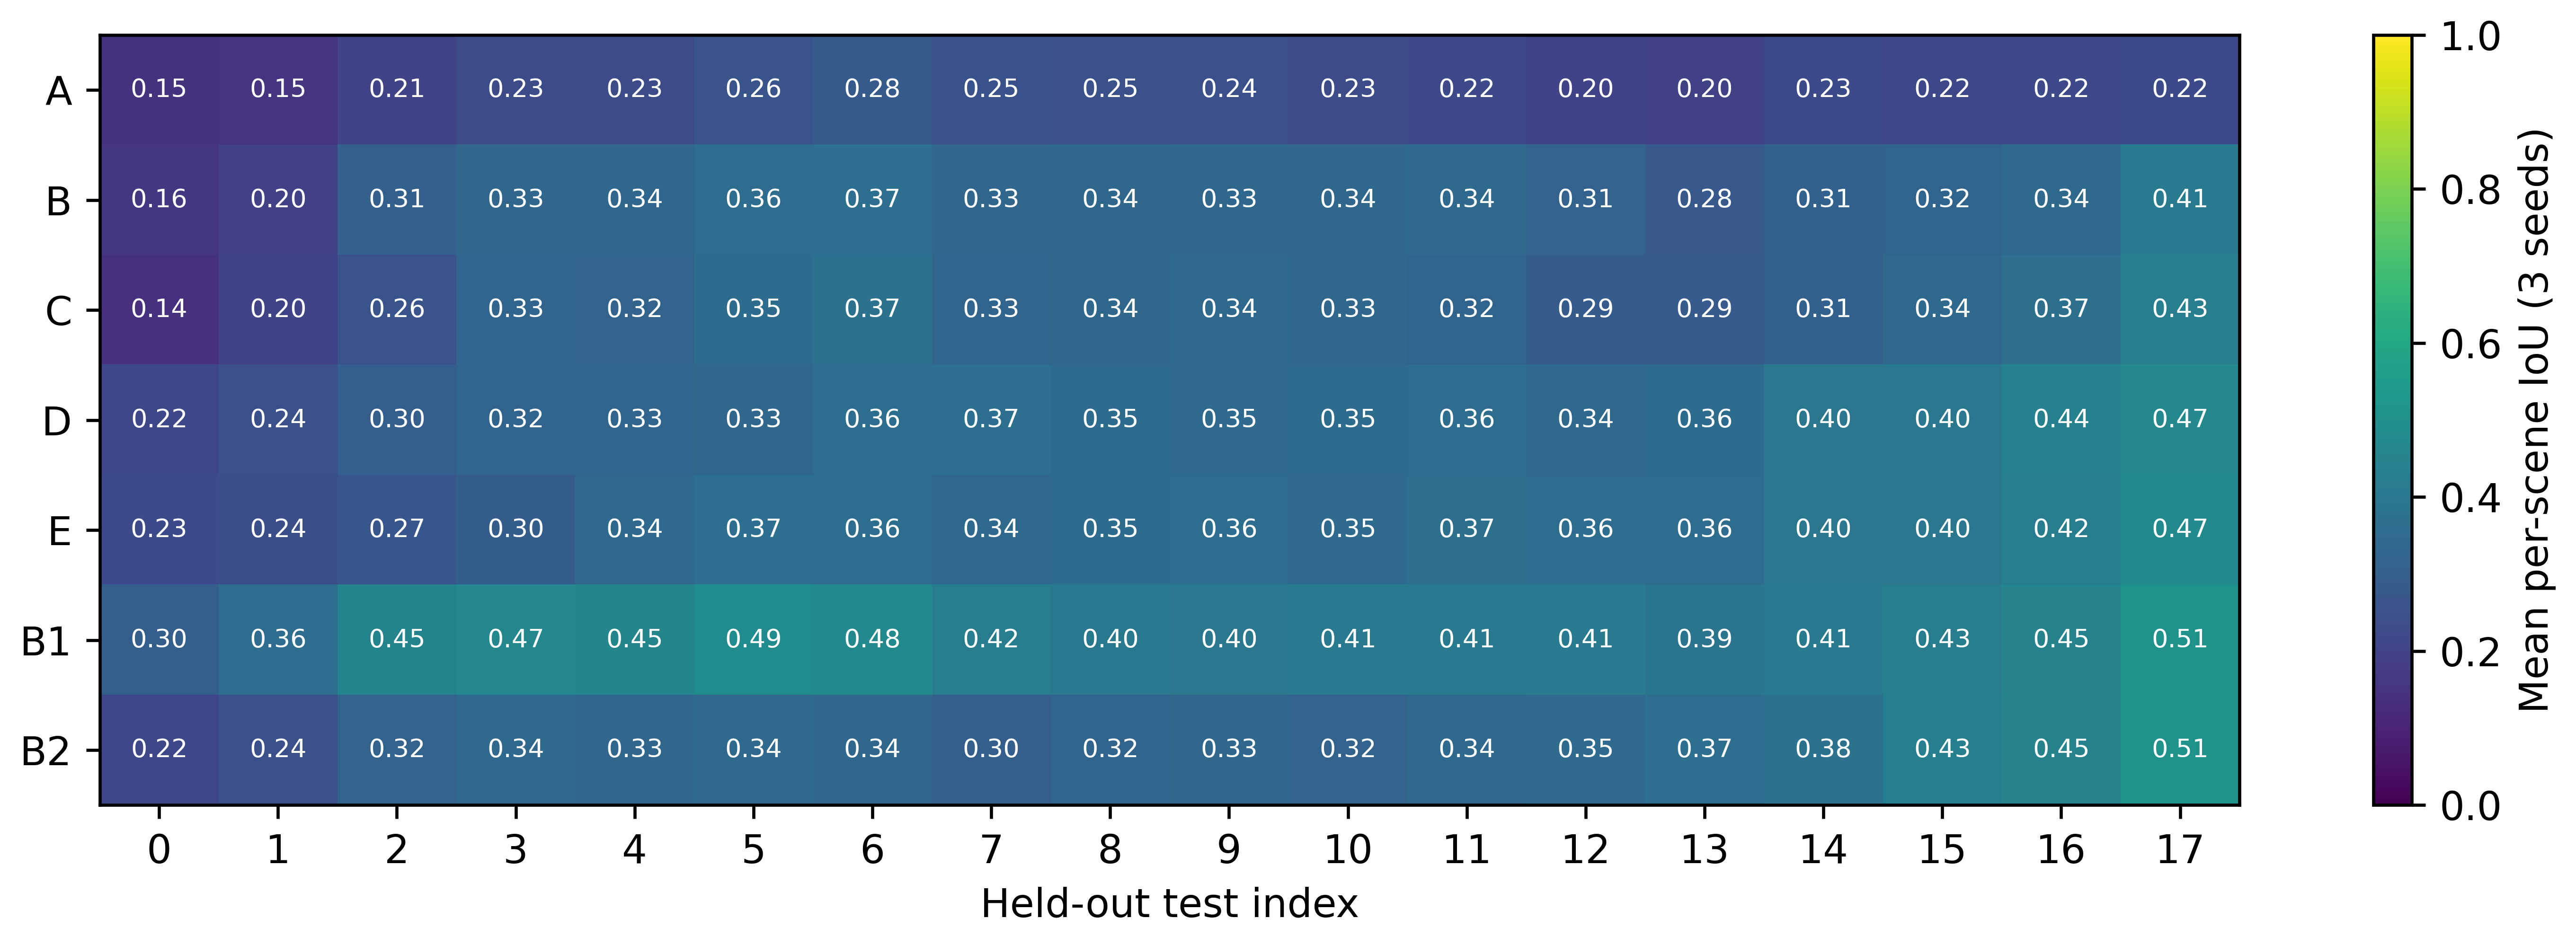 A 0.15 0.15 0.21 0.23 0.23 0.26 0.28 0.25 0.25 0.24 0.23 0.22 0.20 0.20 0.23 0.22 0.22 0.22
B 0.16 0.20 0.31 0.33 0.34 0.36 0.37 0.33 0.34 0.33 0.34 0.34 0.31 0.28 0.31 0.32 0.34 0.41
C 0.14 0.20 0.26 0.33 0.32 0.35 0.37 0.33 0.34 0.34 0.33 0.32 0.29 0.29 0.31 0.34 0.37 0.43
D 0.22 0.24 0.30 0.32 0.33 0.33 0.36 0.37 0.35 0.35 0.35 0.36 0.34 0.36 0.40 0.40 0.44 0.47
E 0.23 0.24 0.27 0.30 0.34 0.37 0.36 0.34 0.35 0.36 0.35 0.37 0.36 0.36 0.40 0.40 0.42 0.47
B1 0.30 0.36 0.45 0.47 0.45 0.49 0.48 0.42 0.40 0.40 0.41 0.41 0.41 0.39 0.41 0.43 0.45 0.51
B2 0.22 0.24 0.32 0.34 0.33 0.34 0.34 0.30 0.32 0.33 0.32 0.34 0.35 0.37 0.38 0.43 0.45 0.51
0 1 2 3 4 5 6 7 8 9 10 11 12 13 14 15 16 17
Held-out test index
1.0
0.8
0.6
0.4
0.2
0.0
Mean per-scene IoU (3 seeds)